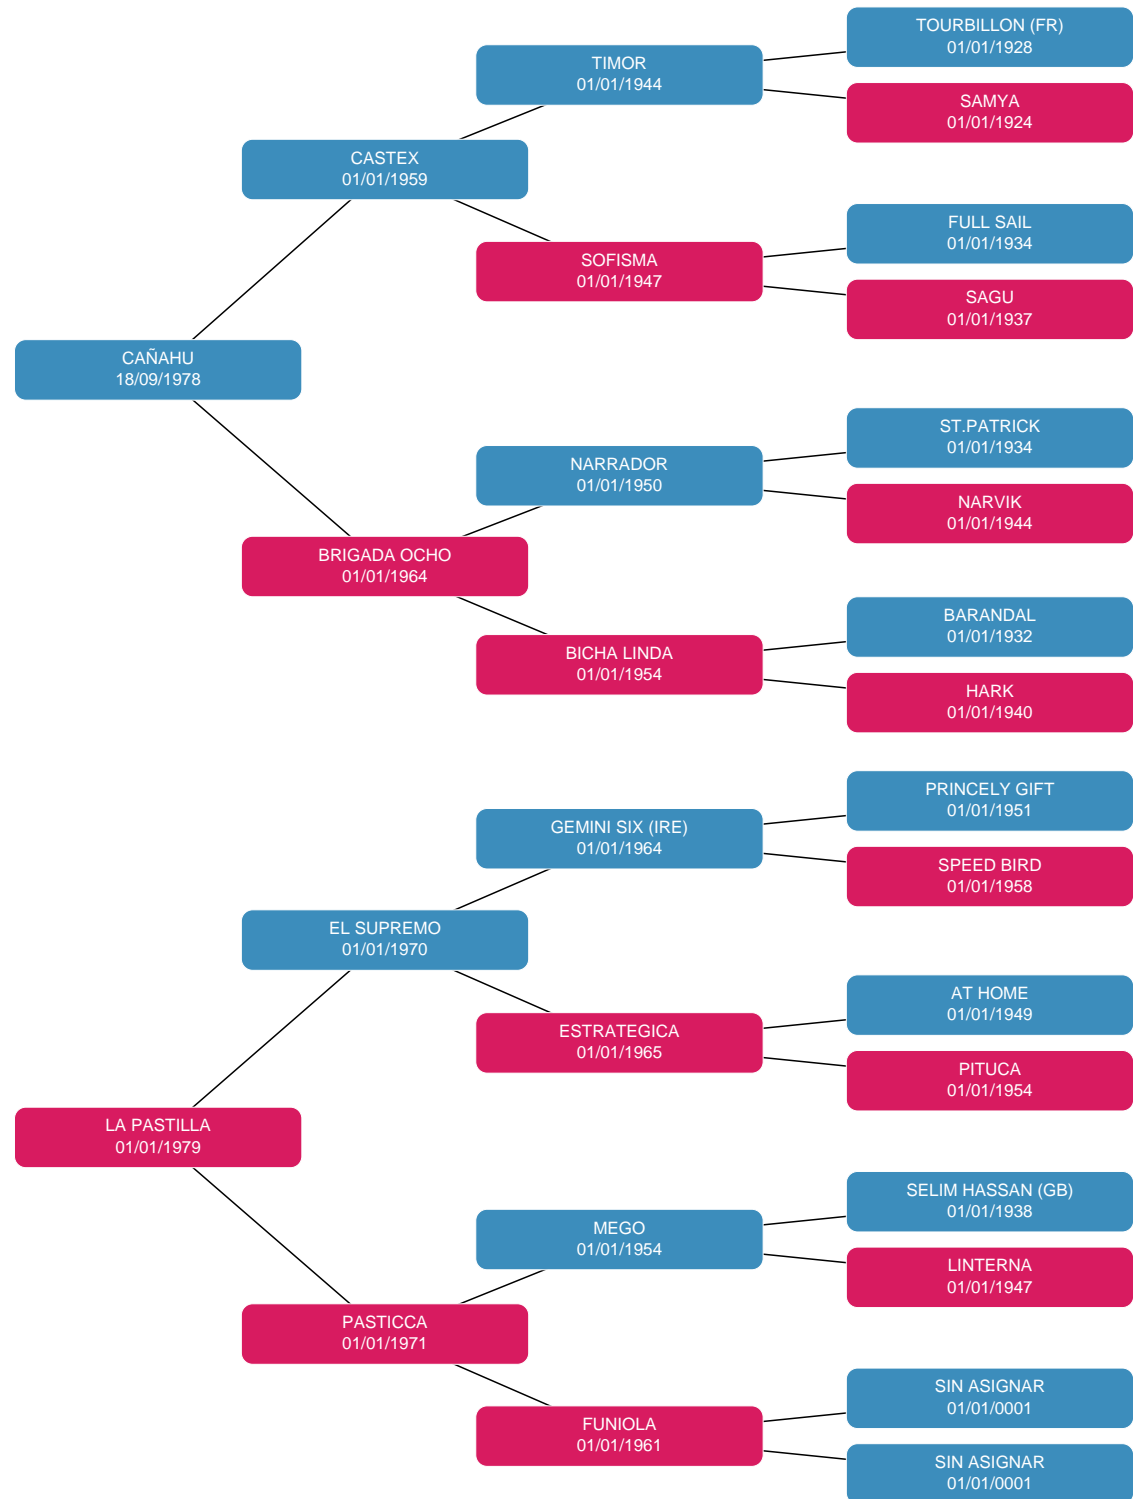 TOURBILLON (FR)
01/01/1928
TIMOR
01/01/1944
SAMYA
01/01/1924
CASTEX
01/01/1959
FULL SAIL
01/01/1934
SOFISMA
01/01/1947
SAGU
01/01/1937
CAÑAHU
18/09/1978
ST.PATRICK
01/01/1934
NARRADOR
01/01/1950
NARVIK
01/01/1944
BRIGADA OCHO
01/01/1964
BARANDAL
01/01/1932
BICHA LINDA
01/01/1954
HARK
01/01/1940
PRINCELY GIFT
01/01/1951
GEMINI SIX (IRE)
01/01/1964
SPEED BIRD
01/01/1958
EL SUPREMO
01/01/1970
AT HOME
01/01/1949
ESTRATEGICA
01/01/1965
PITUCA
01/01/1954
LA PASTILLA
01/01/1979
SELIM HASSAN (GB)
01/01/1938
MEGO
01/01/1954
LINTERNA
01/01/1947
PASTICCA
01/01/1971
SIN ASIGNAR
01/01/0001
FUNIOLA
01/01/1961
SIN ASIGNAR
01/01/0001